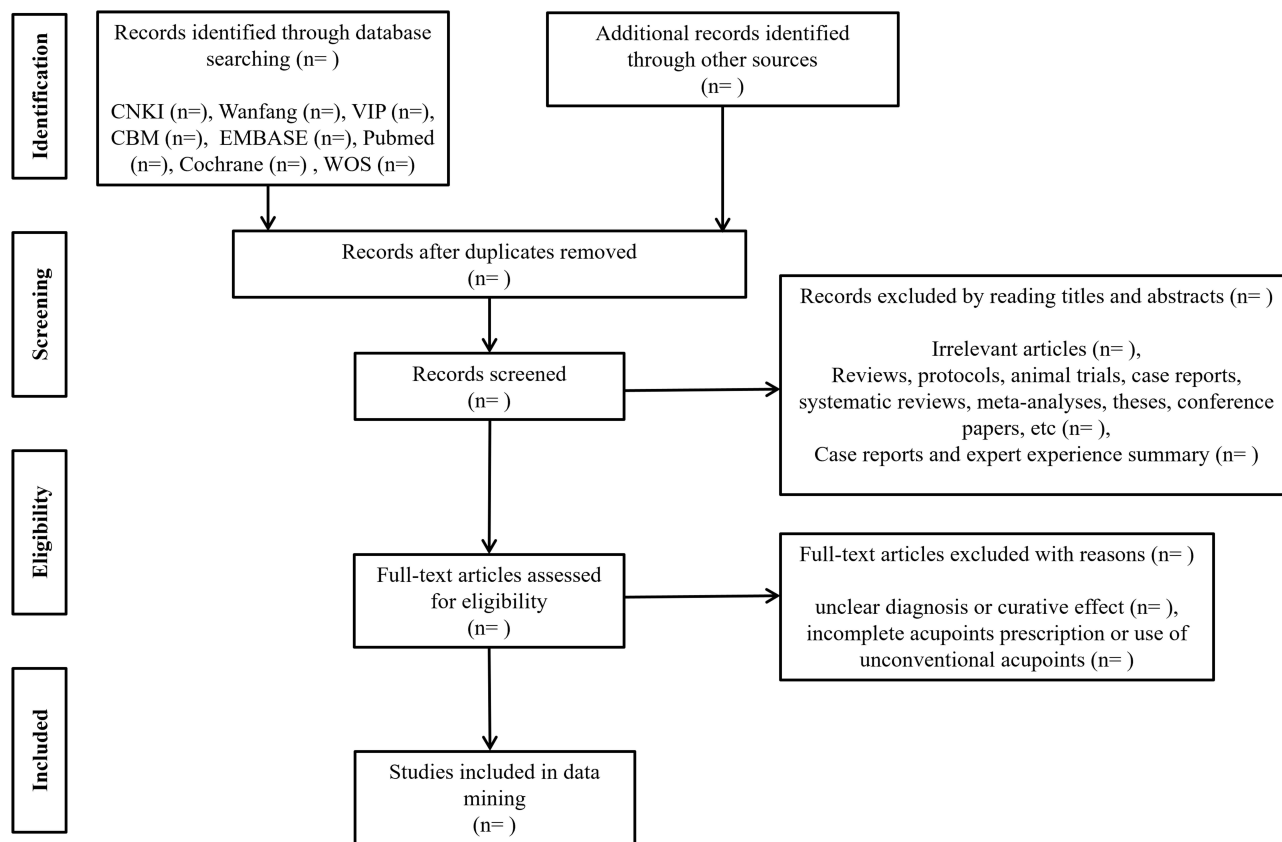 Identification
Records identified through database
searching (n= )
CNKI (n=), Wanfang (n=), VIP (n=),
CBM (n=), EMBASE (n=), Pubmed
(n=), Cochrane (n=) , WOS (n=)
Additional records identified
through other sources
(n= )
Screening
Records after duplicates removed
(n= )
Records screened
(n= )
Records excluded by reading titles and abstracts (n= )
Irrelevant articles (n= ),
Reviews, protocols, animal trials, case reports,
systematic reviews, meta-analyses, theses, conference
papers, etc (n= ),
Case reports and expert experience summary (n= )
Eligibility
Full-text articles assessed
for eligibility
(n= )
Full-text articles excluded with reasons (n= )
unclear diagnosis or curative effect (n= ),
incomplete acupoints prescription or use of
unconventional acupoints (n= )
Included
Studies included in data
mining
(n= )